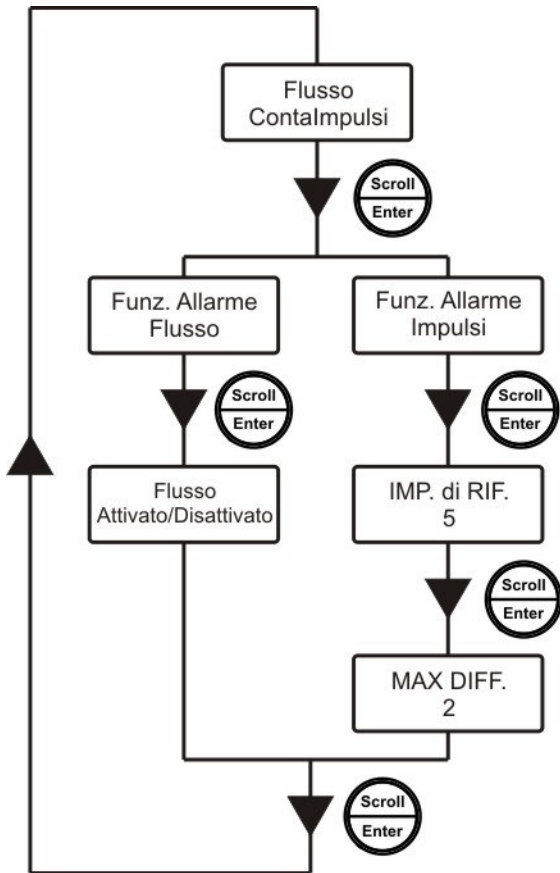 Flusso
ContaImpulsi
Scroll
Enter
Funz. Allarme
Flusso
Funz. Allarme
Impulsi
Scroll
Enter
Scroll
Enter
Flusso
Attivato/Disattivato
IMP. di RIF.
5
Scroll
Enter
MAX DIFF.
2
Scroll
Enter